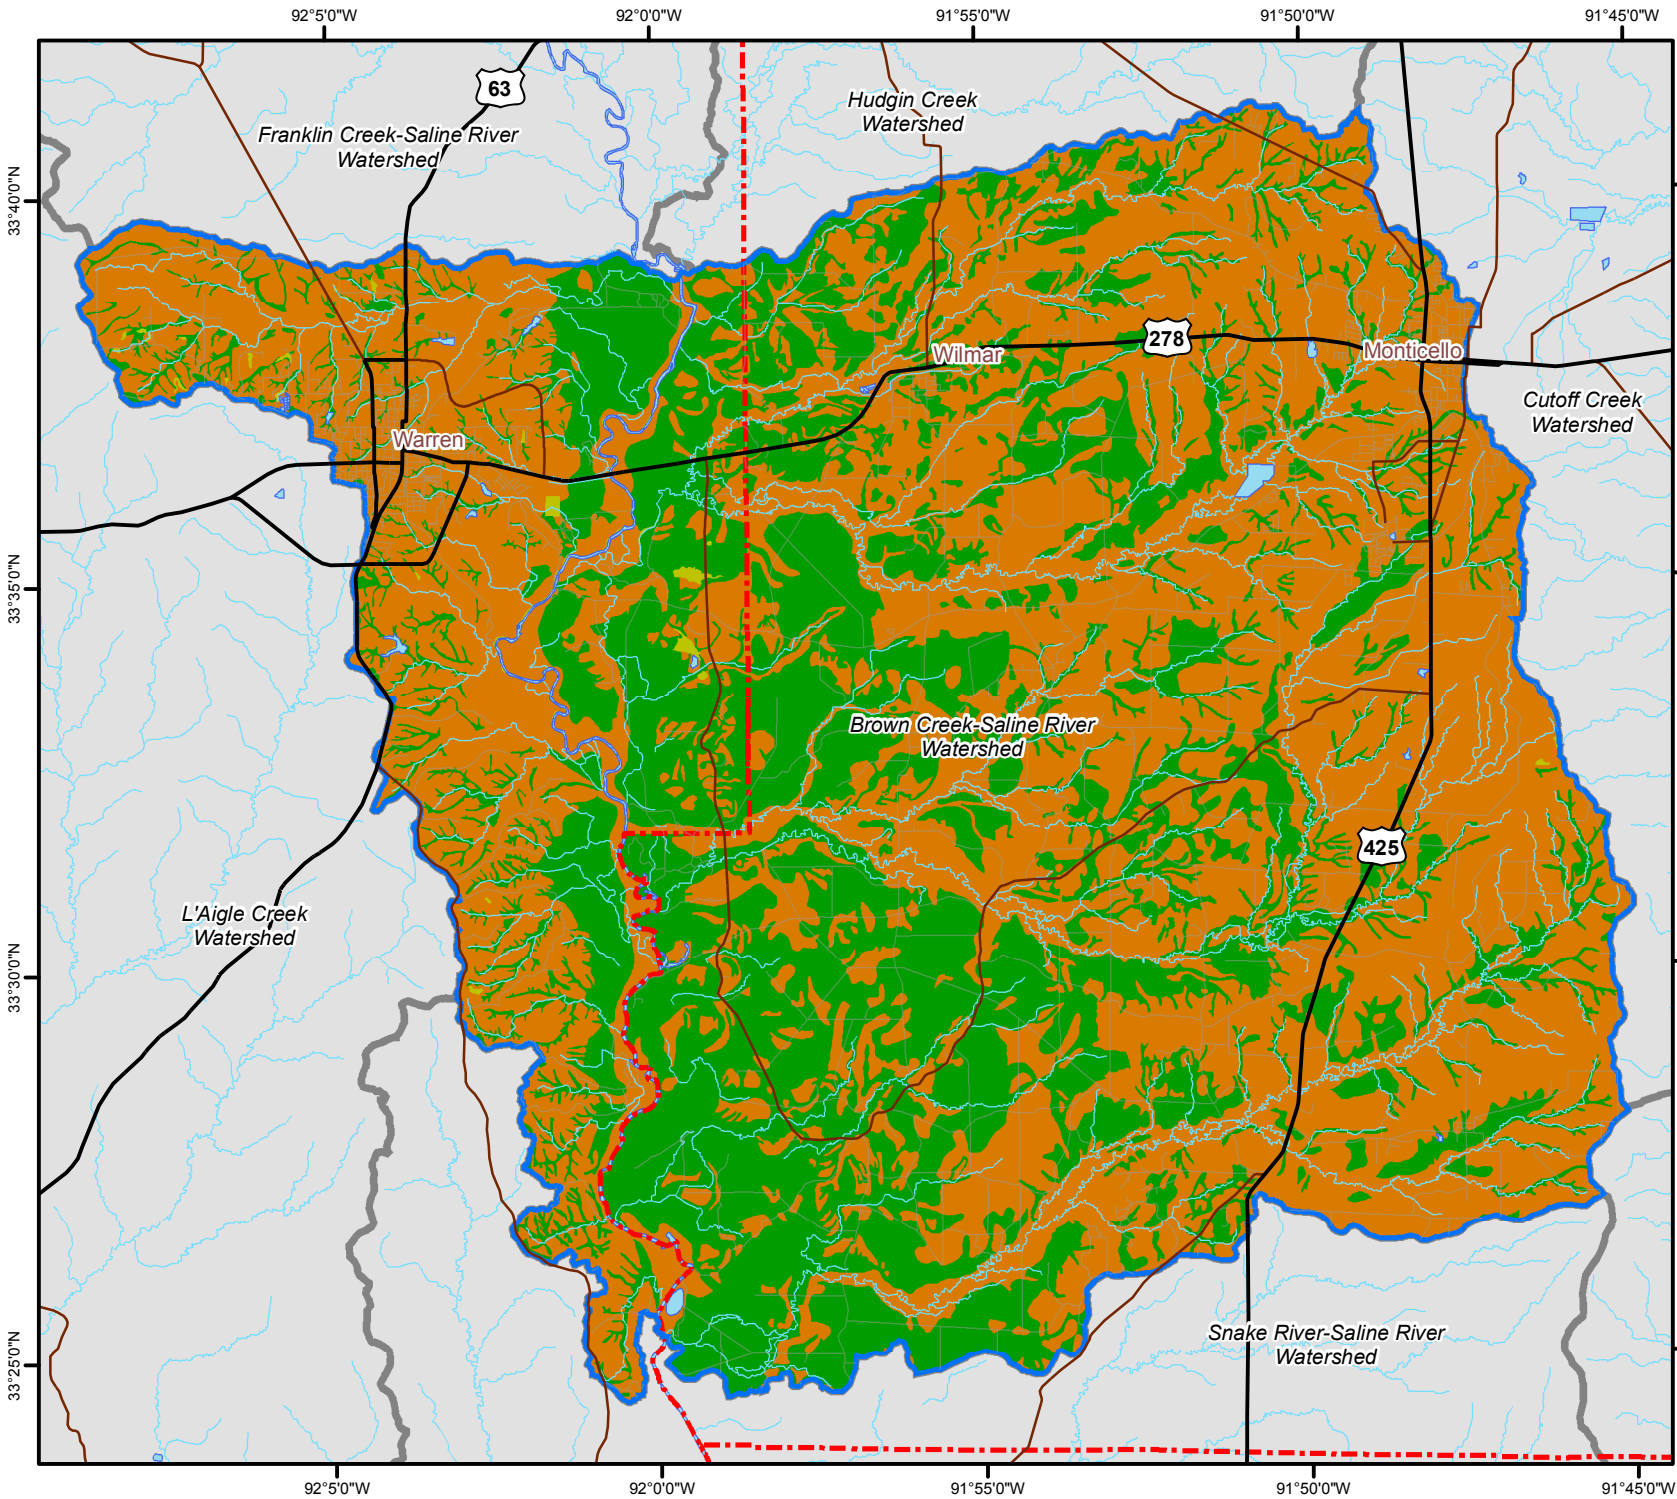 92°5'0"W
92°0'0"W
91°55'0"W
91°50'0"W
91°45'0"W
63
Hudgin Creek
Watershed
Franklin Creek-Saline River
Watershed
33°40'0"N
278
Wilmar
Monticello
Cutoff Creek
Watershed
Warren
33°35'0"N
Brown Creek-Saline River
Watershed
425
L'Aigle Creek
Watershed
33°30'0"N
Snake River-Saline River
Watershed
33°25'0"N
92°5'0"W
92°0'0"W
91°55'0"W
91°50'0"W
91°45'0"W